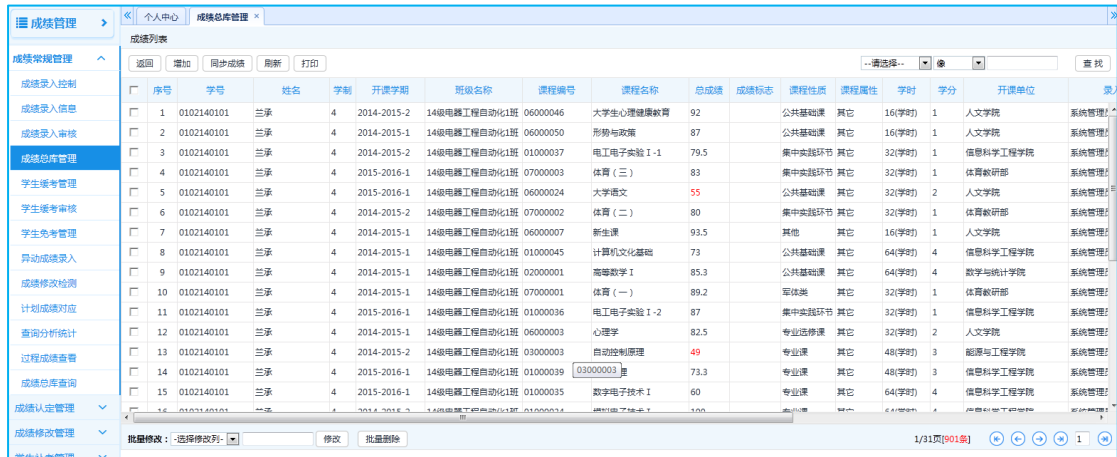 成绩管理
个人中心 成绩总库管理 ×
成绩列表
成绩常规管理
返回 增加 同步成绩 刷新 打印 --请选择-- 像 查找
成绩录入控制
成绩录入信息
成绩录入审核
成绩总库管理
学生缓考管理
学生缓考审核
学生免考管理
异动成绩录入
成绩修改检测
计划成绩对应
查询分析统计
过程成绩查看
成绩总库查询
成绩认定管理
成绩修改管理
序号 学号 姓名 学制 开课学期 班级名称 课程编号 课程名称 总成绩 成绩标志 课程性质 课程属性 学时 学分 开课单位 录入
1 0102140101 兰承 4 2014-2015-2 14级电器工程自动化1班 06000046 大学生心理健康教育 92 公共基础课 其它 16(学时) 1 人文学院 系统管理员
2 0102140101 兰承 4 2014-2015-1 14级电器工程自动化1班 06000050 形势与政策 87 公共基础课 其它 16(学时) 1 人文学院 系统管理员
3 0102140101 兰承 4 2014-2015-2 14级电器工程自动化1班 01000037 电工电子实验 I -1 79.5 集中实践环节 其它 32(学时) 1 信息科学工程学院 系统管理员
4 0102140101 兰承 4 2015-2016-1 14级电器工程自动化1班 07000003 体育（三） 83 集中实践环节 其它 32(学时) 1 体育教研部 系统管理员
5 0102140101 兰承 4 2015-2016-1 14级电器工程自动化1班 06000024 大学语文 55 公共基础课 其它 32(学时) 2 人文学院 系统管理员
6 0102140101 兰承 4 2014-2015-2 14级电器工程自动化1班 07000002 体育（二） 80 集中实践环节 其它 32(学时) 1 体育教研部 系统管理员
7 0102140101 兰承 4 2014-2015-1 14级电器工程自动化1班 06000007 新生课 93.5 其他 其它 16(学时) 1 人文学院 系统管理员
8 0102140101 兰承 4 2014-2015-1 14级电器工程自动化1班 01000045 计算机文化基础 73 公共基础课 其它 64(学时) 4 信息科学工程学院 系统管理员
9 0102140101 兰承 4 2014-2015-1 14级电器工程自动化1班 02000001 高等数学 I 85.3 公共基础课 其它 64(学时) 4 数学与统计学院 系统管理员
10 0102140101 兰承 4 2014-2015-1 14级电器工程自动化1班 07000001 体育（一） 89.2 军体类 其它 32(学时) 1 体育教研部 系统管理员
11 0102140101 兰承 4 2015-2016-1 14级电器工程自动化1班 01000036 电工电子实验 I -2 87 集中实践环节 其它 32(学时) 1 信息科学工程学院 系统管理员
12 0102140101 兰承 4 2014-2015-1 14级电器工程自动化1班 06000003 心理学 82.5 专业选修课 其它 32(学时) 2 人文学院 系统管理员
13 0102140101 兰承 4 2014-2015-2 14级电器工程自动化1班 03000003 自动控制原理 49 专业课 其它 48(学时) 3 能源与工程学院 系统管理员
14 0102140101 兰承 4 2015-2016-1 14级电器工程自动化1班 01000039 03000003 理 73.3 专业课 其它 48(学时) 3 信息科学工程学院 系统管理员
15 0102140101 兰承 4 2015-2016-1 14级电器工程自动化1班 01000035 数字电子技术 I 60 专业课 其它 64(学时) 4 信息科学工程学院 系统管理员
批量修改： -选择修改列- 修改 批量删除 1/31页[901条] 1